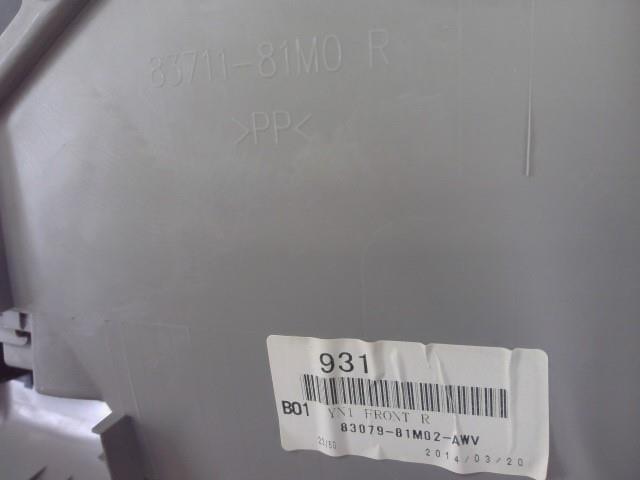 83711-81M0 R
>PP<
931
B01 YN1 FRONT R
83079-81M02-AWV
2014/03/20